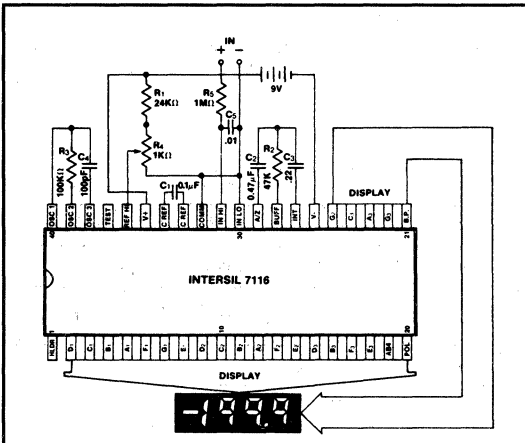 IN
+ −
9V
R₁
24KΩ
R₅
1MΩ
C₅
.01
R₄
1KΩ
R₃
100KΩ
C₄
100pF
C₁
0.1µF
C₂
0.47µF
R₂
47K
C₃
.22
DISPLAY
OSC 1
OSC 2
OSC 3
TEST
REF HI
V+
C REF
C REF
COMM
IN HI
IN LO
A/Z
BUFF
INT
V-
G₂
C₃
A₃
G₃
B.P.
40
30
21
INTERSIL 7116
1
10
20
HLDR
D₁
C₁
B₁
A₁
F₁
G₁
E₁
D₂
C₂
B₂
A₂
F₂
E₂
D₃
B₃
F₃
E₃
AB4
POL
DISPLAY
-199.9